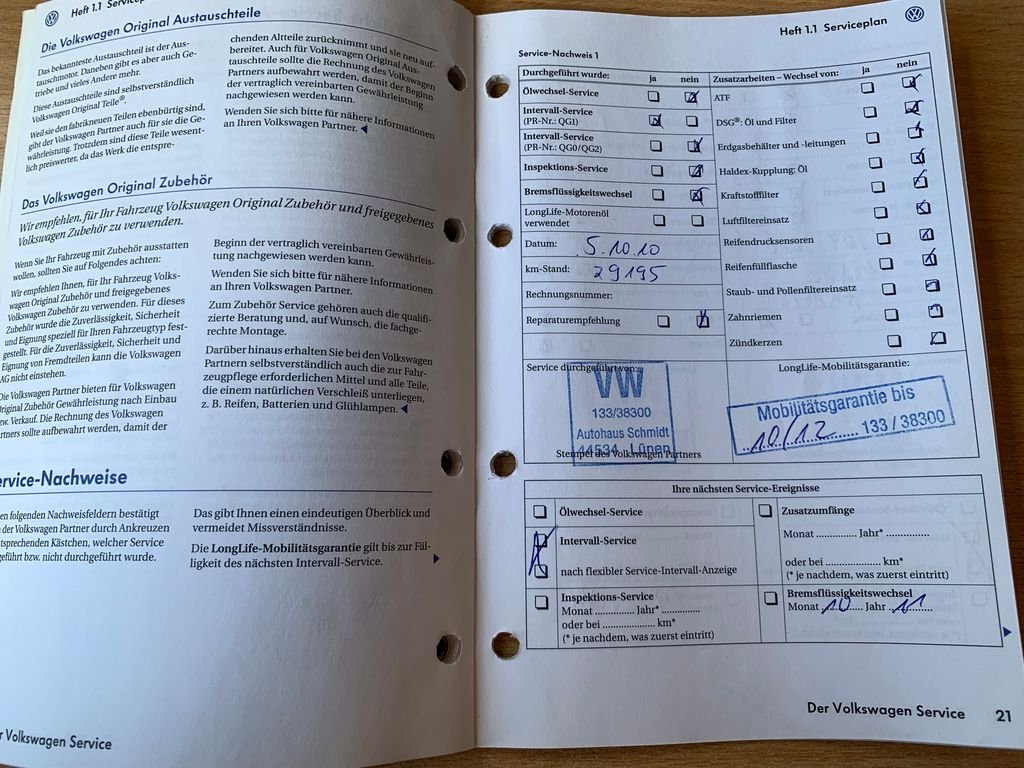 Heft 1.1 Serviceplan
Die Volkswagen Original Austauschteile
Das bekannteste Austauschteil ist der Aus-
tauschmotor. Daneben gibt es aber auch Ge-
triebe und vieles Andere mehr.
Diese Austauschteile sind selbstverständlich
Volkswagen Original Teile®.
Weil sie den fabrikneuen Teilen ebenbürtig sind,
gibt der Volkswagen Partner auch für sie die Ge-
währleistung. Trotzdem sind diese Teile wesent-
lich preiswerter, da das Werk die entspre-
chenden Altteile zurücknimmt und sie neu auf-
bereitet. Auch für Volkswagen Original Aus-
tauschteile sollte die Rechnung des Volkswagen
Partners aufbewahrt werden, damit der Beginn
der vertraglich vereinbarten Gewährleistung
nachgewiesen werden kann.
Wenden Sie sich bitte für nähere Informationen
an Ihren Volkswagen Partner.
Das Volkswagen Original Zubehör
Wir empfehlen, für Ihr Fahrzeug Volkswagen Original Zubehör und freigegebenes
Volkswagen Zubehör zu verwenden.
Wenn Sie Ihr Fahrzeug mit Zubehör ausstatten
wollen, sollten Sie auf Folgendes achten:
Wir empfehlen Ihnen, für Ihr Fahrzeug Volks-
wagen Original Zubehör und freigegebenes
Volkswagen Zubehör zu verwenden. Für dieses
Zubehör wurde die Zuverlässigkeit, Sicherheit
und Eignung speziell für Ihren Fahrzeugtyp fest-
gestellt. Für die Zuverlässigkeit, Sicherheit und
Eignung von Fremdteilen kann die Volkswagen
AG nicht einstehen.
Die Volkswagen Partner bieten für Volkswagen
Original Zubehör Gewährleistung nach Einbau
bzw. Verkauf. Die Rechnung des Volkswagen
Partners sollte aufbewahrt werden, damit der
Beginn der vertraglich vereinbarten Gewährleis-
tung nachgewiesen werden kann.
Wenden Sie sich bitte für nähere Informationen
an Ihren Volkswagen Partner.
Zum Zubehör Service gehören auch die qualifi-
zierte Beratung und, auf Wunsch, die fachge-
rechte Montage.
Darüber hinaus erhalten Sie bei den Volkswagen
Partnern selbstverständlich auch die zur Fahr-
zeugpflege erforderlichen Mittel und alle Teile,
die einem natürlichen Verschleiß unterliegen,
z. B. Reifen, Batterien und Glühlampen.
ervice-Nachweise
en folgenden Nachweisfeldern bestätigt
der Volkswagen Partner durch Ankreuzen
tsprechenden Kästchen, welcher Service
geführt bzw. nicht durchgeführt wurde.
Das gibt Ihnen einen eindeutigen Überblick und
vermeidet Missverständnisse.
Die LongLife-Mobilitätsgarantie gilt bis zur Fäl-
ligkeit des nächsten Intervall-Service.
r Volkswagen Service
Heft 1.1 Serviceplan
Service-Nachweis 1
Durchgeführt wurde: ja nein
Ölwechsel-Service
Intervall-Service
(PR-Nr.: QG1)
Intervall-Service
(PR-Nr.: QG0/QG2)
Inspektions-Service
Bremsflüssigkeitswechsel
LongLife-Motorenöl
verwendet
Datum: 5.10.10
km-Stand: 29195
Rechnungsnummer:
Reparaturempfehlung
Zusatzarbeiten – Wechsel von: ja nein
ATF
DSG®: Öl und Filter
Erdgasbehälter und -leitungen
Haldex-Kupplung: Öl
Kraftstofffilter
Luftfiltereinsatz
Reifendrucksensoren
Reifenfüllflasche
Staub- und Pollenfiltereinsatz
Zahnriemen
Zündkerzen
Service durchgeführt von:
VW
133/38300
Autohaus Schmidt
44534 Lünen
Stempel des Volkswagen Partners
LongLife-Mobilitätsgarantie:
Mobilitätsgarantie bis
10/12 133 / 38300
Ihre nächsten Service-Ereignisse
Ölwechsel-Service
Intervall-Service
nach flexibler Service-Intervall-Anzeige
Inspektions-Service
Monat ............ Jahr* ..............
oder bei ..................... km*
(* je nachdem, was zuerst eintritt)
Zusatzumfänge
Monat .............. Jahr* ...............
oder bei ..................... km*
(* je nachdem, was zuerst eintritt)
Bremsflüssigkeitswechsel
Monat 10 Jahr 11
Der Volkswagen Service 21